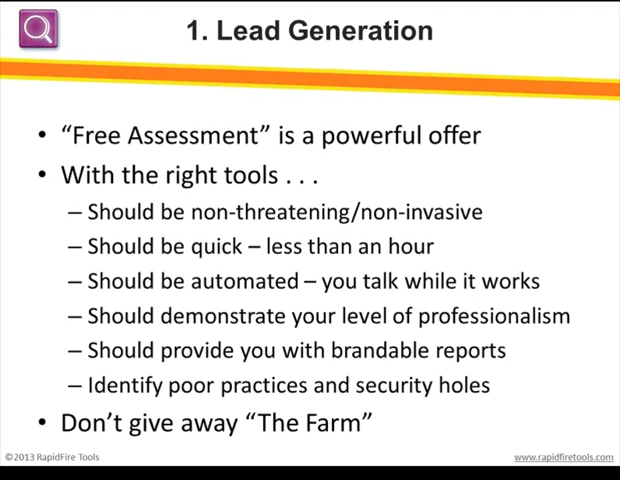 1. Lead Generation
• “Free Assessment” is a powerful offer
• With the right tools . . .
– Should be non-threatening/non-invasive
– Should be quick – less than an hour
– Should be automated – you talk while it works
– Should demonstrate your level of professionalism
– Should provide you with brandable reports
– Identify poor practices and security holes
• Don’t give away “The Farm”
©2013 RapidFire Tools
www.rapidfiretools.com